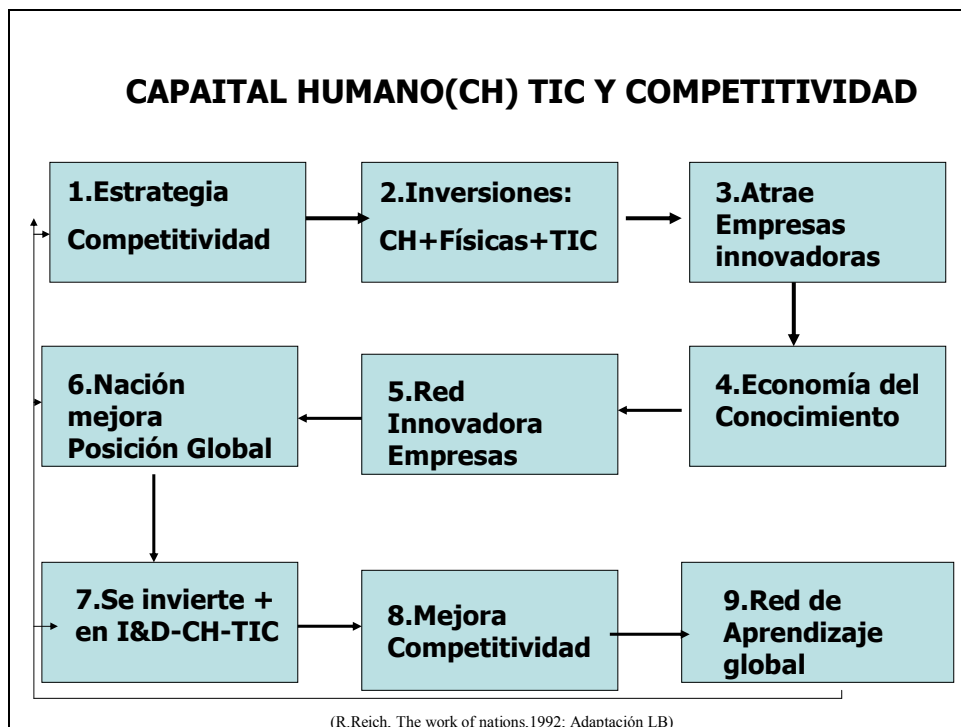 CAPAITAL HUMANO(CH) TIC Y COMPETITIVIDAD
1.Estrategia
Competitividad
2.Inversiones:
CH+Físicas+TIC
3.Atrae
Empresas
innovadoras
4.Economía del
Conocimiento
5.Red
Innovadora
Empresas
6.Nación
mejora
Posición Global
7.Se invierte +
en I&D-CH-TIC
8.Mejora
Competitividad
9.Red de
Aprendizaje
global
(R.Reich, The work of nations,1992; Adaptación LB)